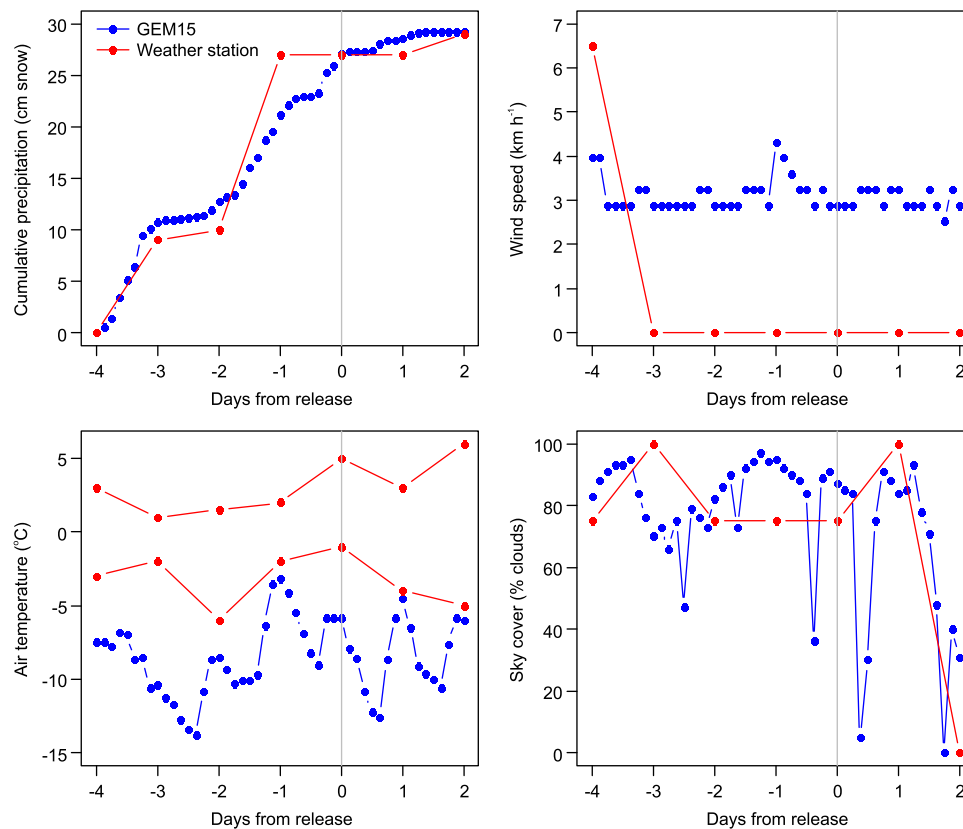 30
25
20
15
10
5
0
Cumulative precipitation (cm snow)
GEM15
Weather station
-4 -3 -2 -1 0 1 2
Days from release
7
6
5
4
3
2
1
0
Wind speed (km h⁻¹)
-4 -3 -2 -1 0 1 2
Days from release
5
0
-5
-10
-15
Air temperature (°C)
-4 -3 -2 -1 0 1 2
Days from release
100
80
60
40
20
0
Sky cover (% clouds)
-4 -3 -2 -1 0 1 2
Days from release